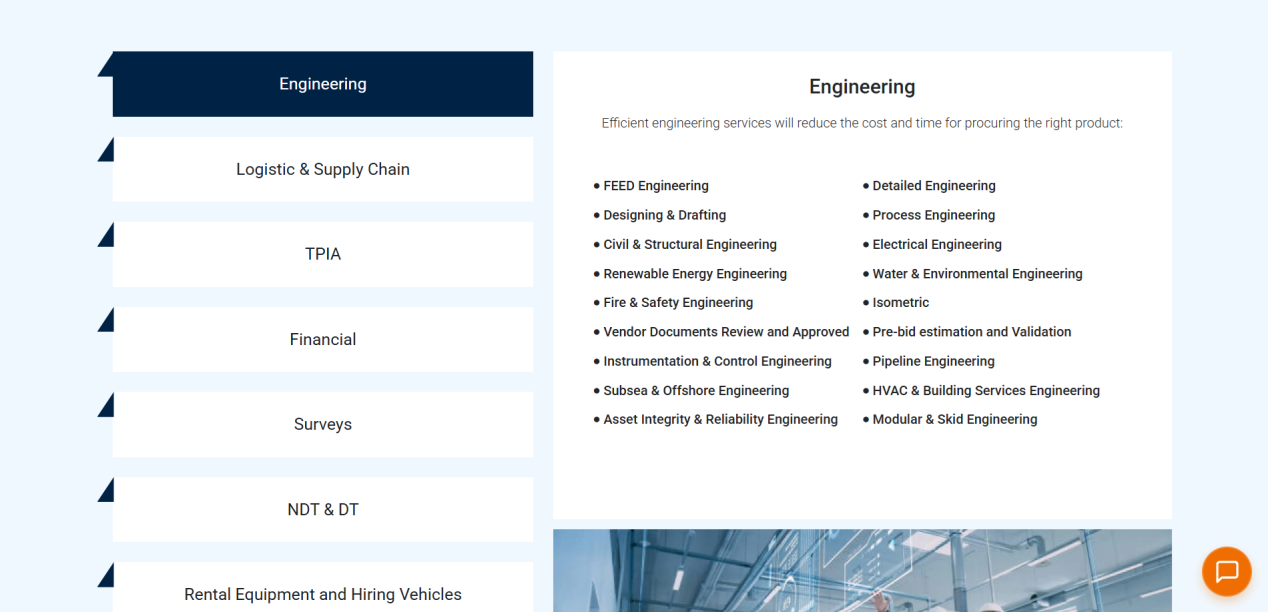 Engineering
Logistic & Supply Chain
TPIA
Financial
Surveys
NDT & DT
Rental Equipment and Hiring Vehicles
Engineering
Efficient engineering services will reduce the cost and time for procuring the right product:
● FEED Engineering
● Designing & Drafting
● Civil & Structural Engineering
● Renewable Energy Engineering
● Fire & Safety Engineering
● Vendor Documents Review and Approved
● Instrumentation & Control Engineering
● Subsea & Offshore Engineering
● Asset Integrity & Reliability Engineering
● Detailed Engineering
● Process Engineering
● Electrical Engineering
● Water & Environmental Engineering
● Isometric
● Pre-bid estimation and Validation
● Pipeline Engineering
● HVAC & Building Services Engineering
● Modular & Skid Engineering